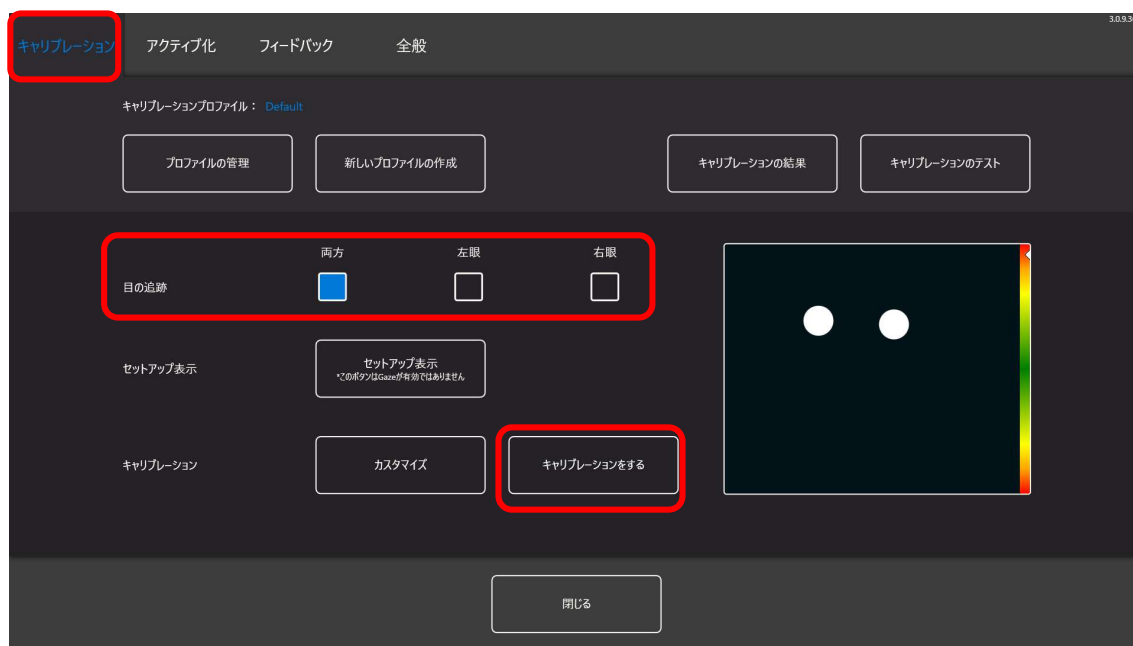 3.0.9.3
キャリブレーション アクティブ化 フィードバック 全般
キャリブレーションプロファイル： Default
プロファイルの管理 新しいプロファイルの作成 キャリブレーションの結果 キャリブレーションのテスト
両方 左眼 右眼
目の追跡
セットアップ表示 セットアップ表示
*このボタンはGazeが有効ではありません
キャリブレーション カスタマイズ キャリブレーションをする
閉じる